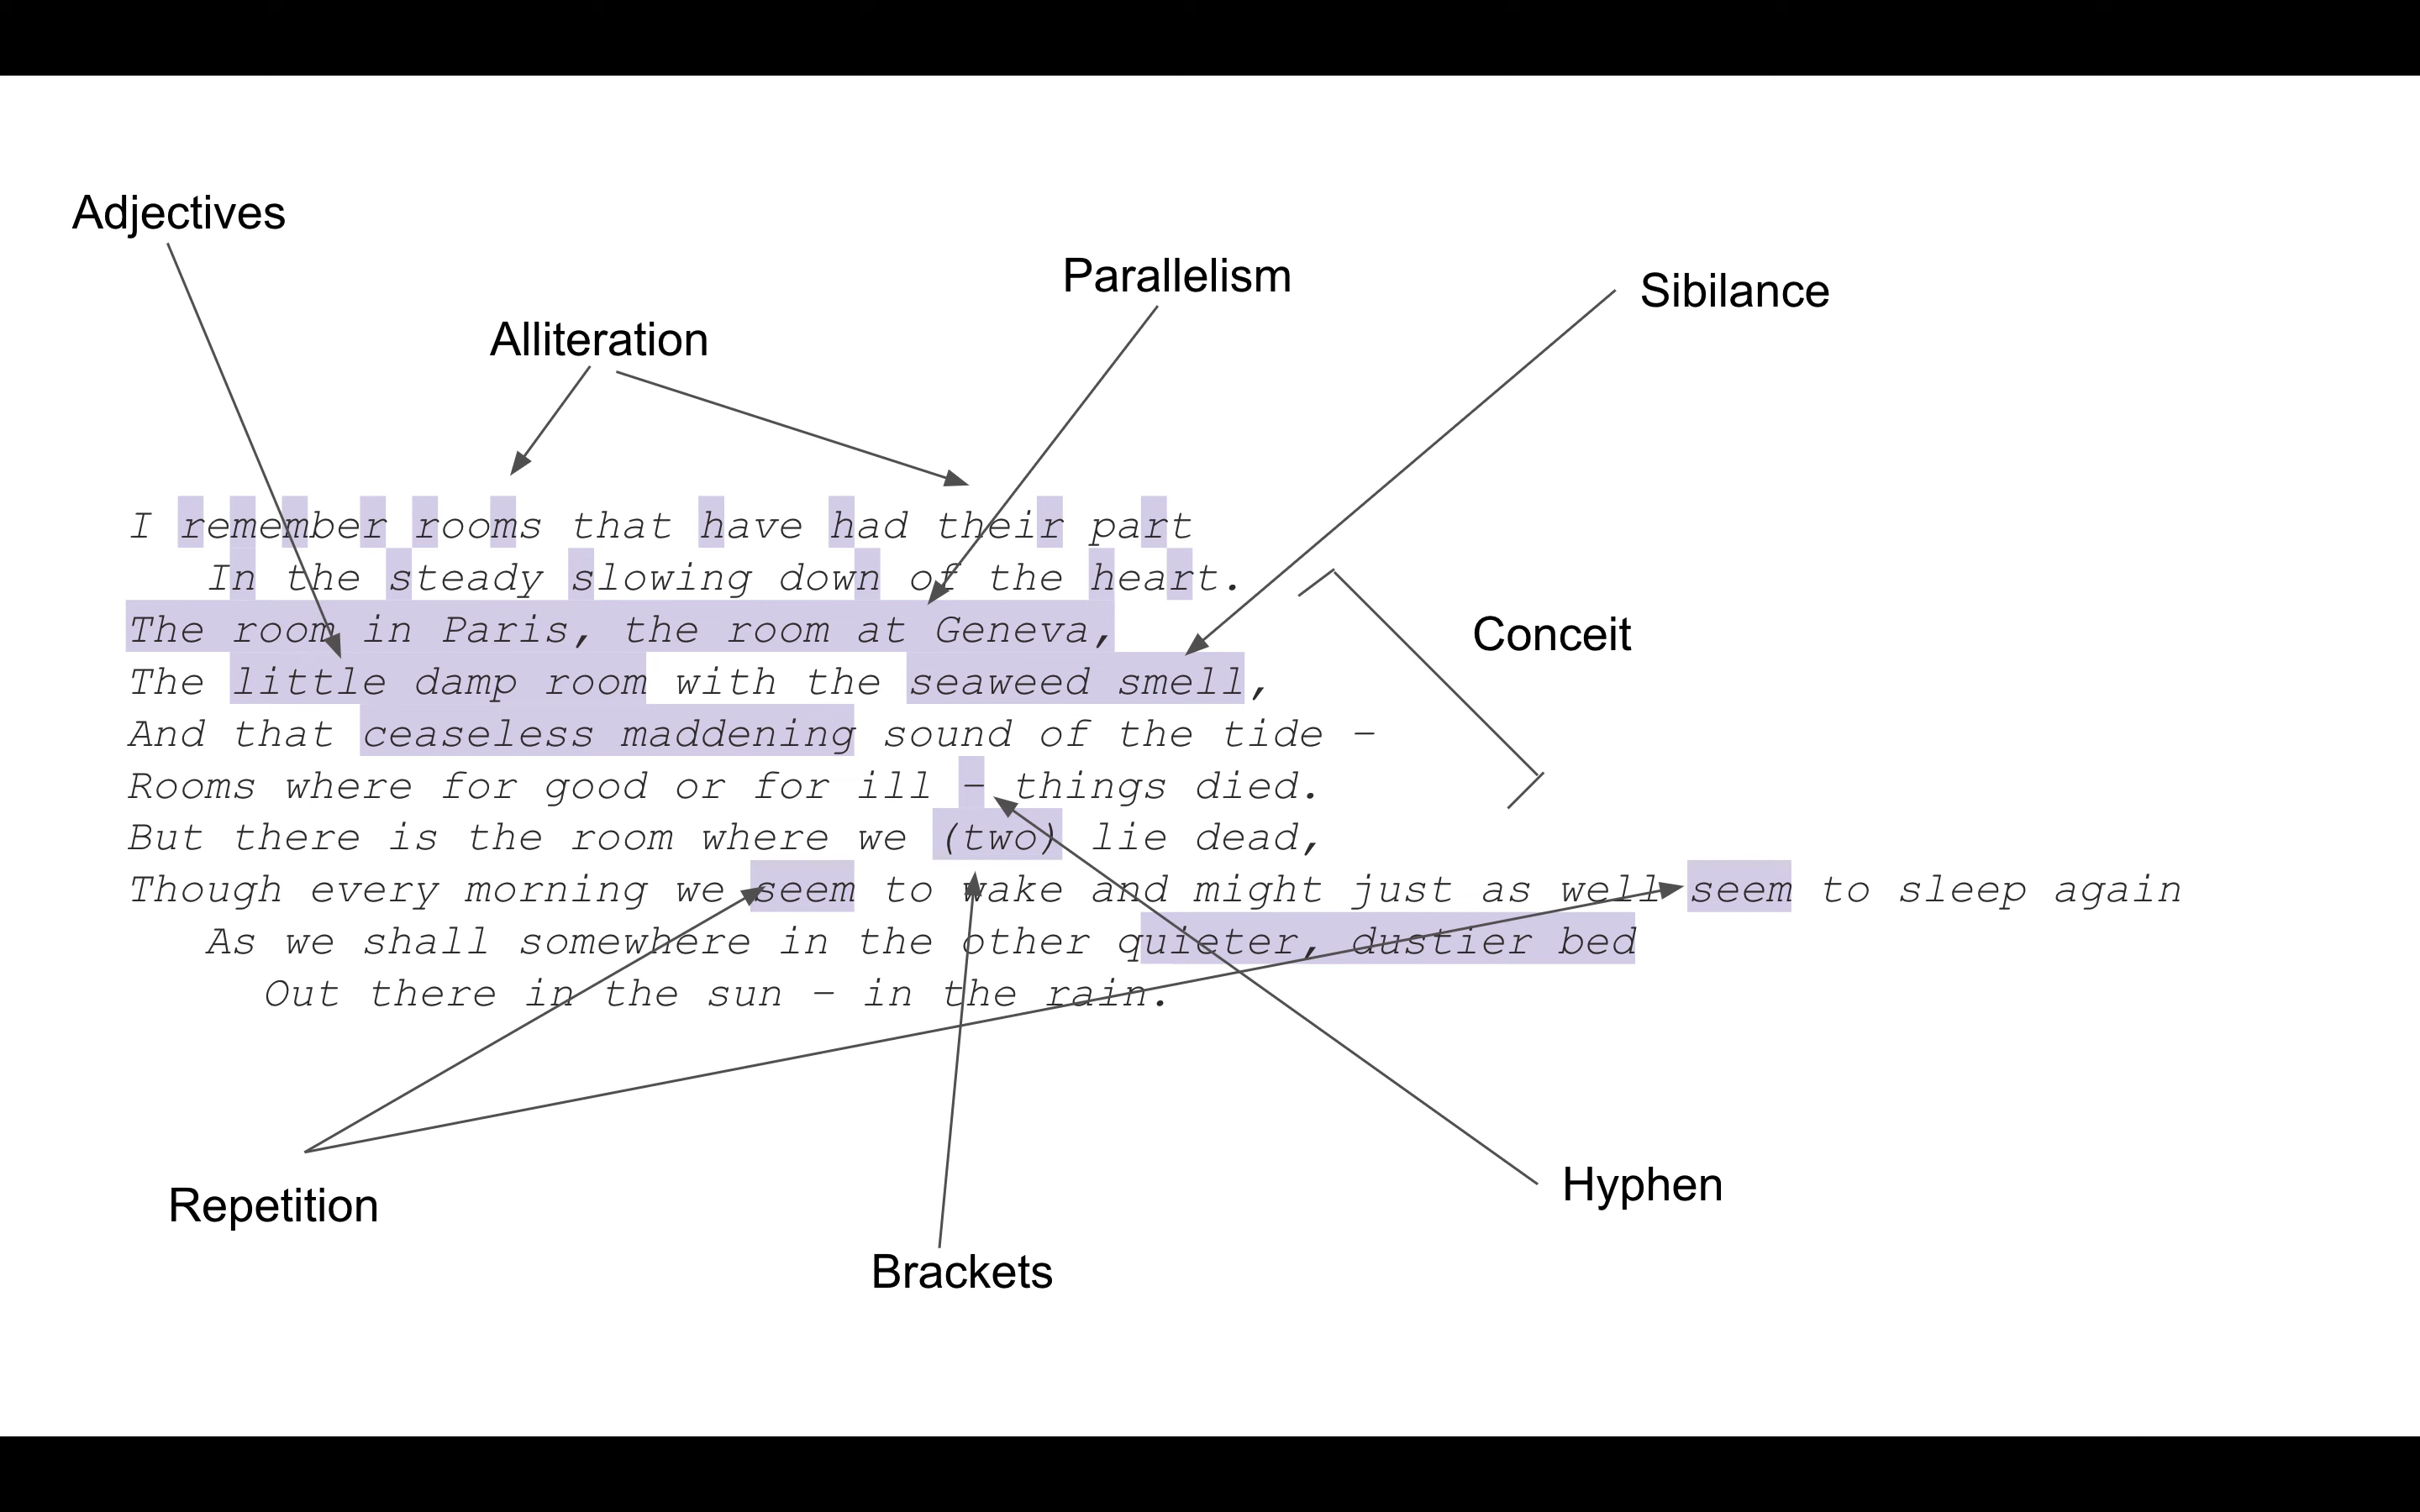 Adjectives
Parallelism
Sibilance
Alliteration
I remember rooms that have had their part
In the steady slowing down of the heart.
The room in Paris, the room at Geneva,
The little damp room with the seaweed smell,
And that ceaseless maddening sound of the tide –
Rooms where for good or for ill – things died.
But there is the room where we (two) lie dead,
Though every morning we seem to wake and might just as well seem to sleep again
As we shall somewhere in the other quieter, dustier bed
Out there in the sun – in the rain.
Conceit
Repetition
Brackets
Hyphen